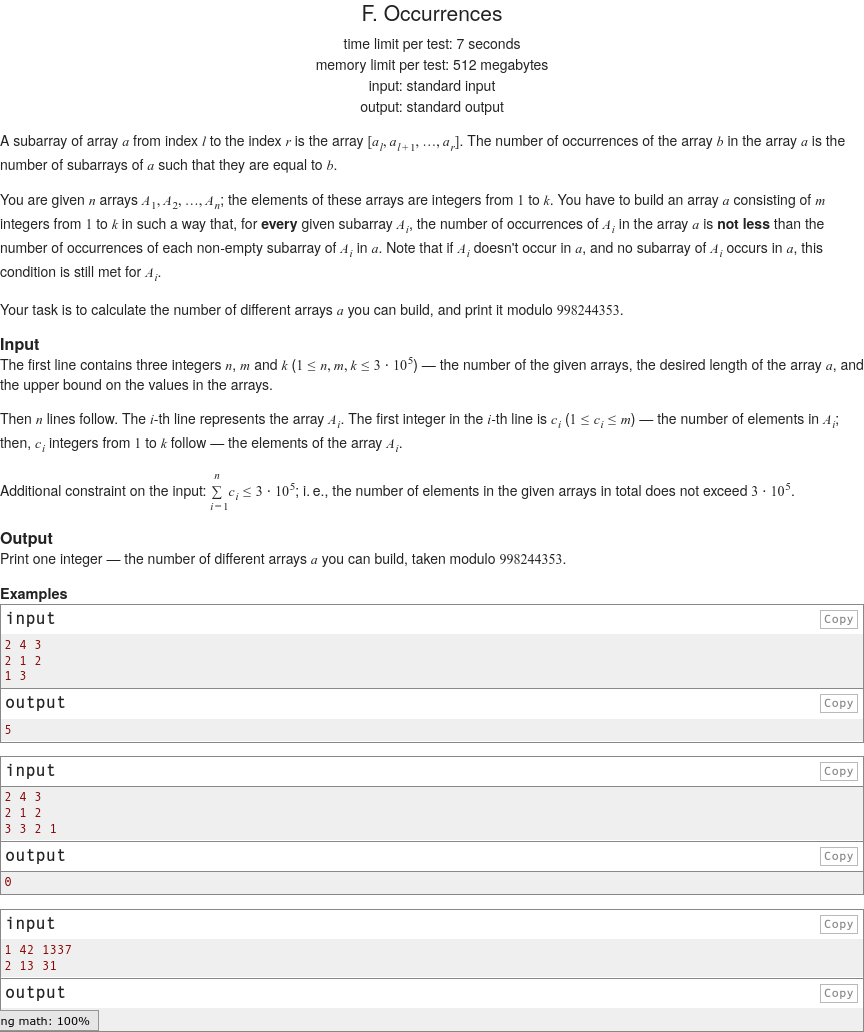 F. Occurrences
time limit per test: 7 seconds
memory limit per test: 512 megabytes
input: standard input
output: standard output
A subarray of array a from index l to the index r is the array [a_l, a_{l+1}, …, a_r]. The number of occurrences of the array b in the array a is the
number of subarrays of a such that they are equal to b.
You are given n arrays A_1, A_2, …, A_n; the elements of these arrays are integers from 1 to k. You have to build an array a consisting of m
integers from 1 to k in such a way that, for every given subarray A_i, the number of occurrences of A_i in the array a is not less than the
number of occurrences of each non-empty subarray of A_i in a. Note that if A_i doesn't occur in a, and no subarray of A_i occurs in a, this
condition is still met for A_i.
Your task is to calculate the number of different arrays a you can build, and print it modulo 998244353.
Input
The first line contains three integers n, m and k (1 ≤ n, m, k ≤ 3 · 10^5) — the number of the given arrays, the desired length of the array a, and
the upper bound on the values in the arrays.
Then n lines follow. The i-th line represents the array A_i. The first integer in the i-th line is c_i (1 ≤ c_i ≤ m) — the number of elements in A_i;
then, c_i integers from 1 to k follow — the elements of the array A_i.
Additional constraint on the input: ∑_{i=1}^{n} c_i ≤ 3 · 10^5; i. e., the number of elements in the given arrays in total does not exceed 3 · 10^5.
Output
Print one integer — the number of different arrays a you can build, taken modulo 998244353.
Examples
input Copy
2 4 3
2 1 2
1 3
output Copy
5
input Copy
2 4 3
2 1 2
3 3 2 1
output Copy
0
input Copy
1 42 1337
2 13 31
output Copy
ng math: 100%